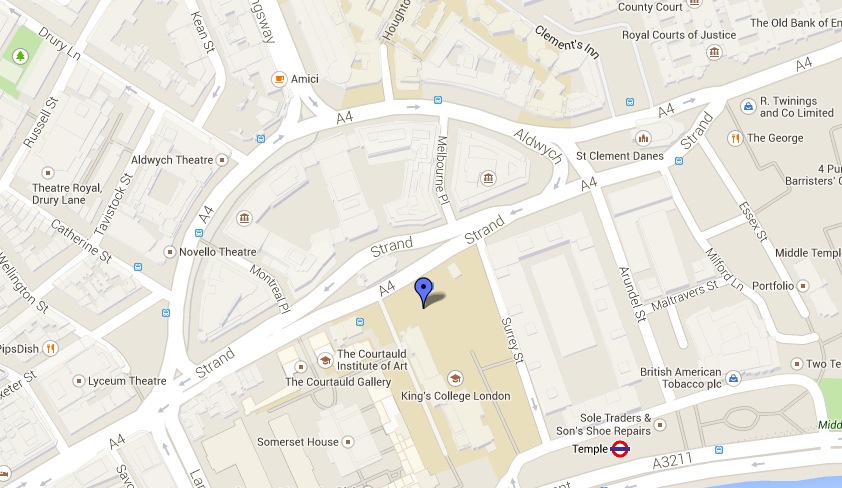 Drury Ln
Kean St
ngsway
Hough
Clement's Inn
County Court
Royal Courts of Justice
The Old Bank of En
A4
Amici
A4
A4
R. Twinings
and Co Limited
Russell St
Aldwych Theatre
Melbourne Pl
Aldwych
St Clement Danes
Strand
The George
Theatre Royal,
Drury Lane
Tavistock St
A4
A4
4 Pur
Barristers' C
Catherine St
Novello Theatre
Strand
Strand
Essex St
Middle Temple
Wellington St
Montreal Pl
A4
Arundel St
Maltravers St
Milford Ln
Portfolio
Surrey St
PipsDish
Strand
The Courtauld
Institute of Art
The Courtauld Gallery
King's College London
British American
Tobacco plc
Two Te
xeter St
Lyceum Theatre
Sole Traders &
Son's Shoe Repairs
A4
Somerset House
Temple
A3211
Midd
Savo
Lan
nt